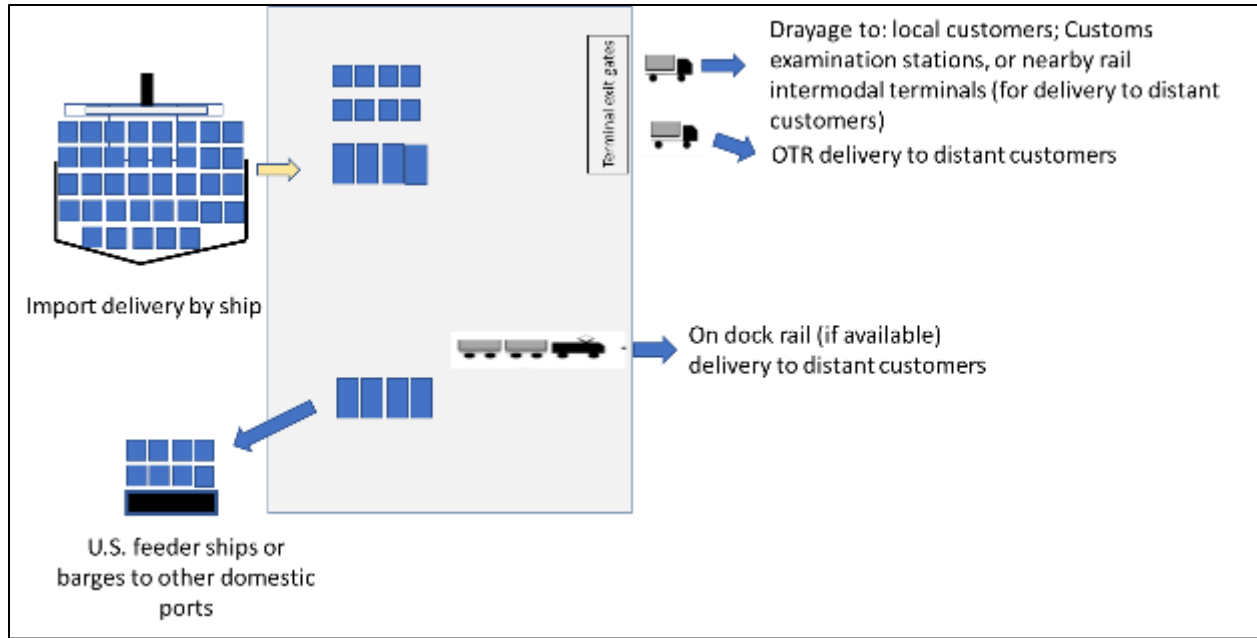 Drayage to: local customers; Customs
examination stations, or nearby rail
intermodal terminals (for delivery to distant
customers)
Terminal exit gates
OTR delivery to distant customers
Import delivery by ship
On dock rail (if available)
delivery to distant customers
U.S. feeder ships or
barges to other domestic
ports